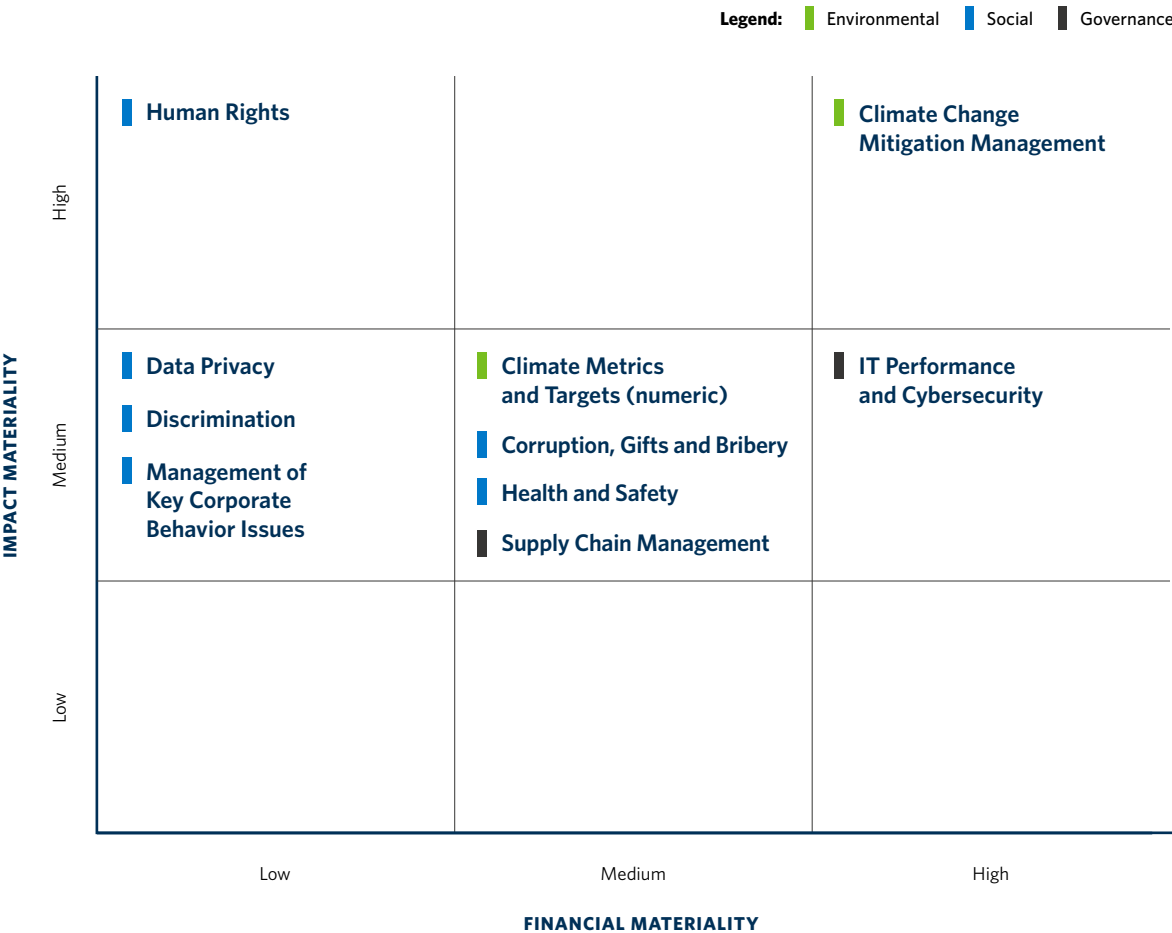 Legend: Environmental Social Governance
Human Rights
Climate Change
Mitigation Management
High
Data Privacy
Discrimination
Management of
Key Corporate
Behavior Issues
Climate Metrics
and Targets (numeric)
Corruption, Gifts and Bribery
Health and Safety
Supply Chain Management
IT Performance
and Cybersecurity
IMPACT MATERIALITY
Medium
Low
Low Medium High
FINANCIAL MATERIALITY